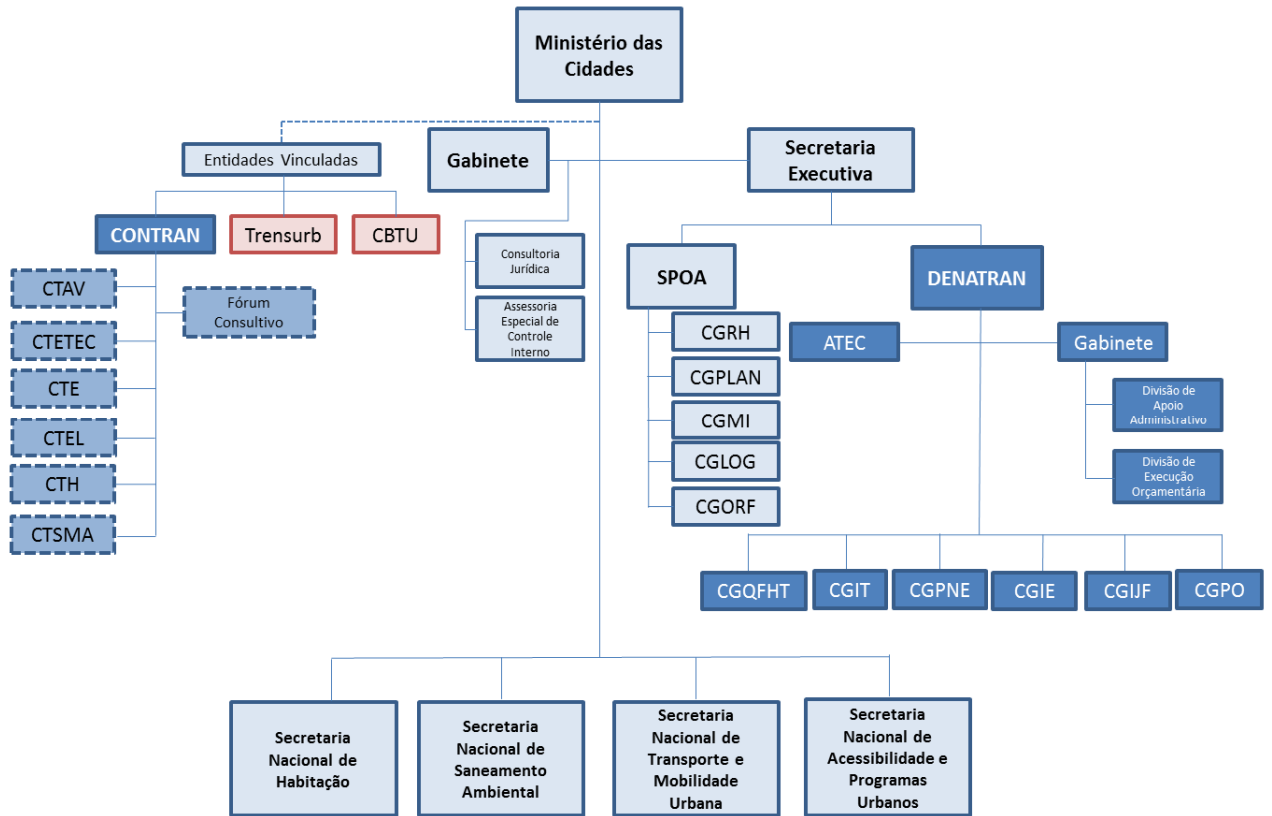 Ministério das
Cidades
Entidades Vinculadas
Gabinete
Secretaria
Executiva
CONTRAN
Trensurb
CBTU
Consultoria
Jurídica
Assessoria
Especial de
Controle
Interno
SPOA
DENATRAN
CTAV
CTETEC
CTE
CTEL
CTH
CTSMA
Fórum
Consultivo
CGRH
CGPLAN
CGMI
CGLOG
CGORF
ATEC
Gabinete
Divisão de
Apoio
Administrativo
Divisão de
Execução
Orçamentária
CGQFHT
CGIT
CGPNE
CGIE
CGIJF
CGPO
Secretaria
Nacional de
Habitação
Secretaria
Nacional de
Saneamento
Ambiental
Secretaria
Nacional de
Transporte e
Mobilidade
Urbana
Secretaria
Nacional de
Acessibilidade e
Programas
Urbanos